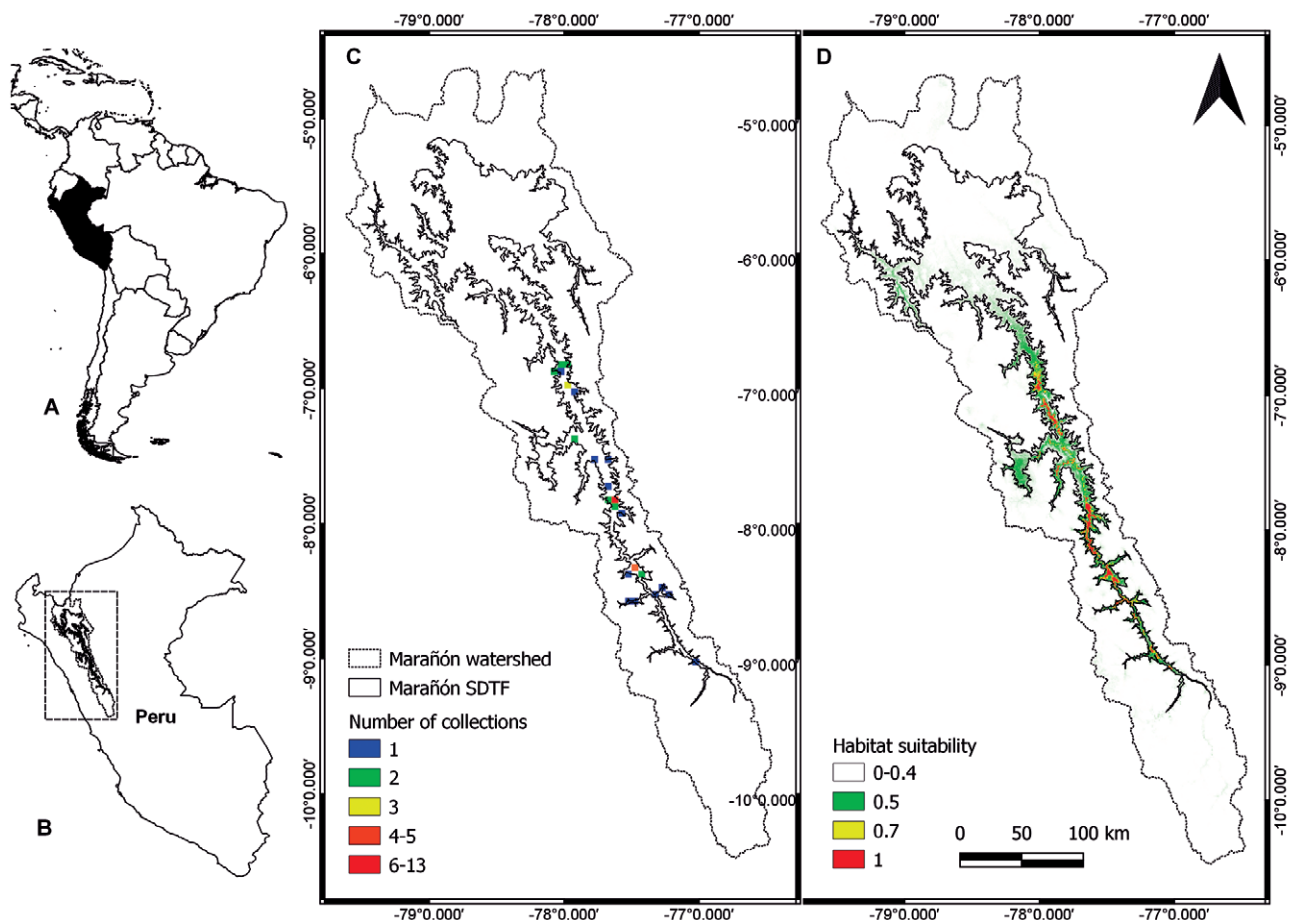 -79°0.000' -78°0.000' -77°0.000' -79°0.000' -78°0.000' -77°0.000'
C
D
A
B
Peru
-5°0.000'
-6°0.000'
-7°0.000'
-8°0.000'
-9°0.000'
-10°0.000'
-5°0.000'
-6°0.000'
-7°0.000'
-8°0.000'
-9°0.000'
-10°0.000'
Marañón watershed
Marañón SDTF
Number of collections
1
2
3
4-5
6-13
Habitat suitability
0-0.4
0.5
0.7
1
0 50 100 km
-79°0.000' -78°0.000' -77°0.000' -79°0.000' -78°0.000' -77°0.000'